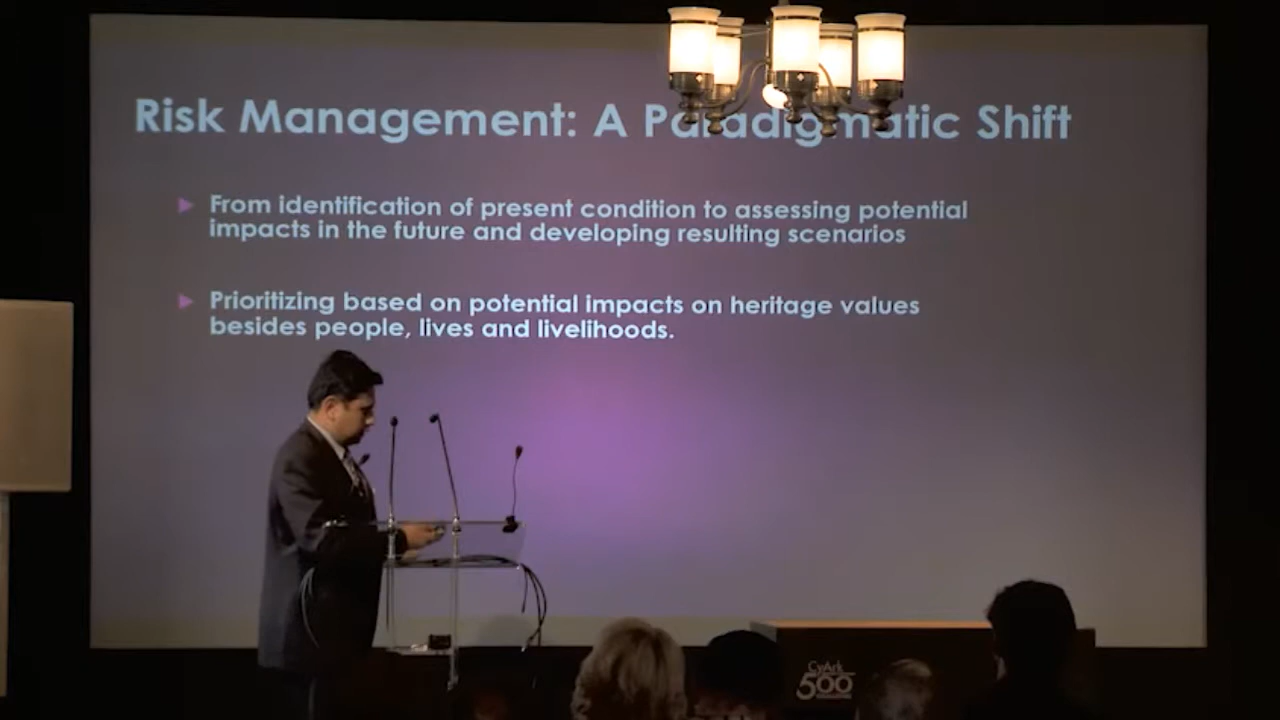 Risk Management: A Paradigmatic Shift
From identification of present condition to assessing potential
impacts in the future and developing resulting scenarios
Prioritizing based on potential impacts on heritage values
besides people, lives and livelihoods.
CyArk
500